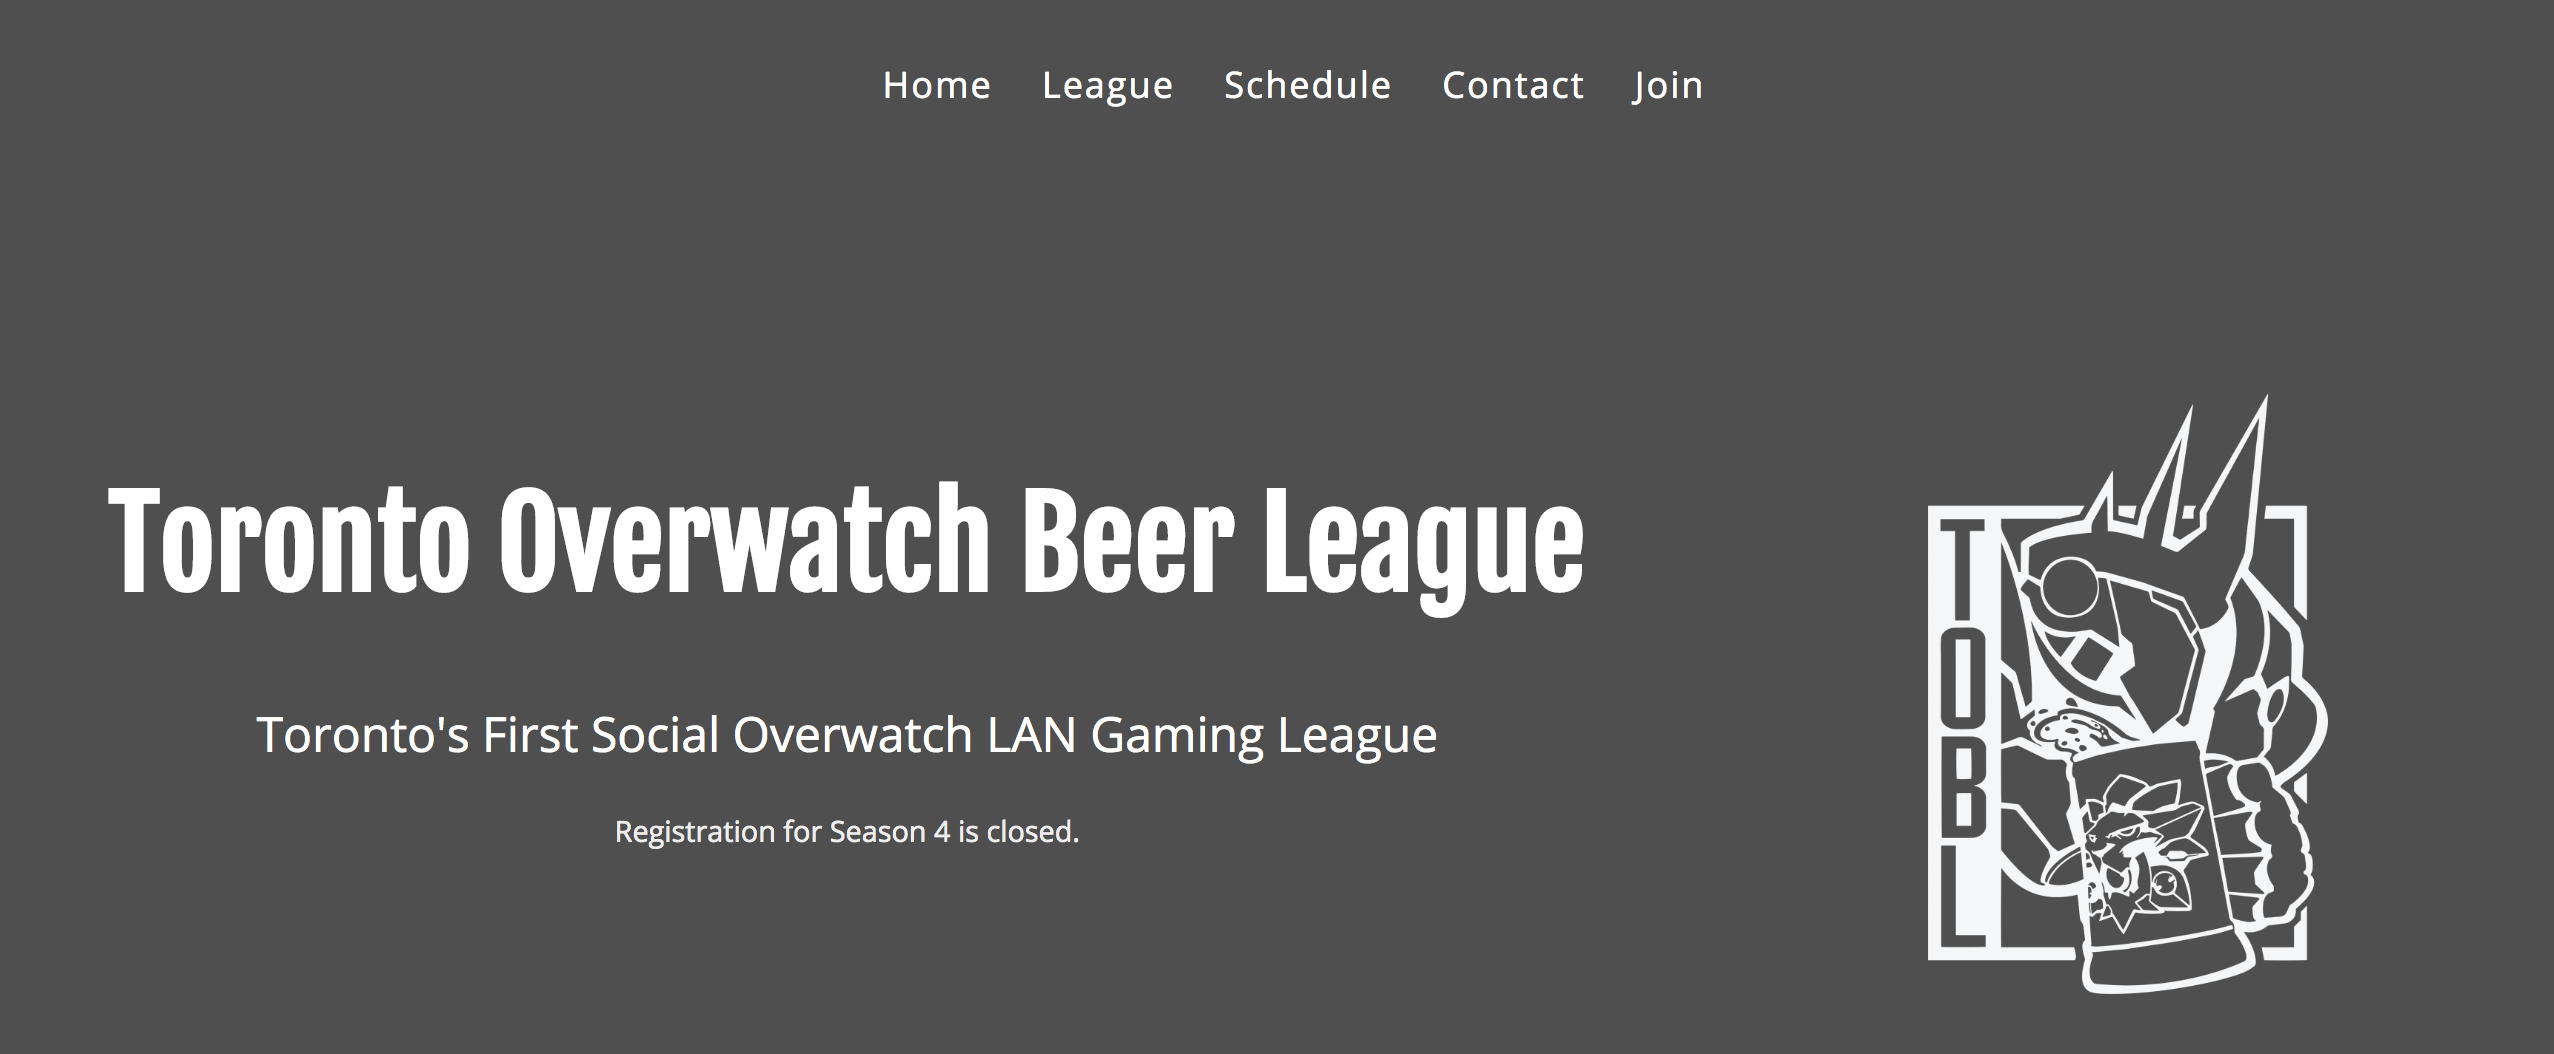 Home League Schedule Contact Join
Toronto Overwatch Beer League
Toronto's First Social Overwatch LAN Gaming League
Registration for Season 4 is closed.
TOBL